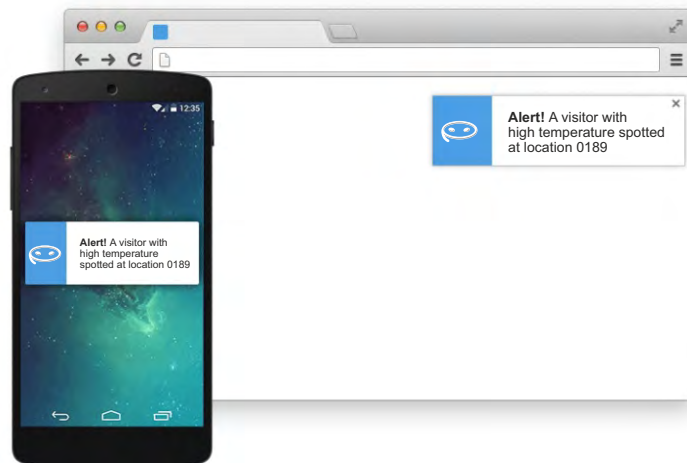 12:35
Alert! A visitor with
high temperature
spotted at location 0189
Alert! A visitor with
high temperature spotted
at location 0189